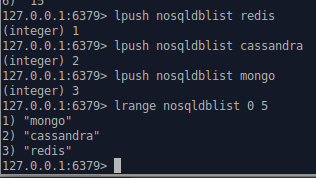 6) "15"
127.0.0.1:6379> lpush nosqldblist redis
(integer) 1
127.0.0.1:6379> lpush nosqldblist cassandra
(integer) 2
127.0.0.1:6379> lpush nosqldblist mongo
(integer) 3
127.0.0.1:6379> lrange nosqldblist 0 5
1) "mongo"
2) "cassandra"
3) "redis"
127.0.0.1:6379>